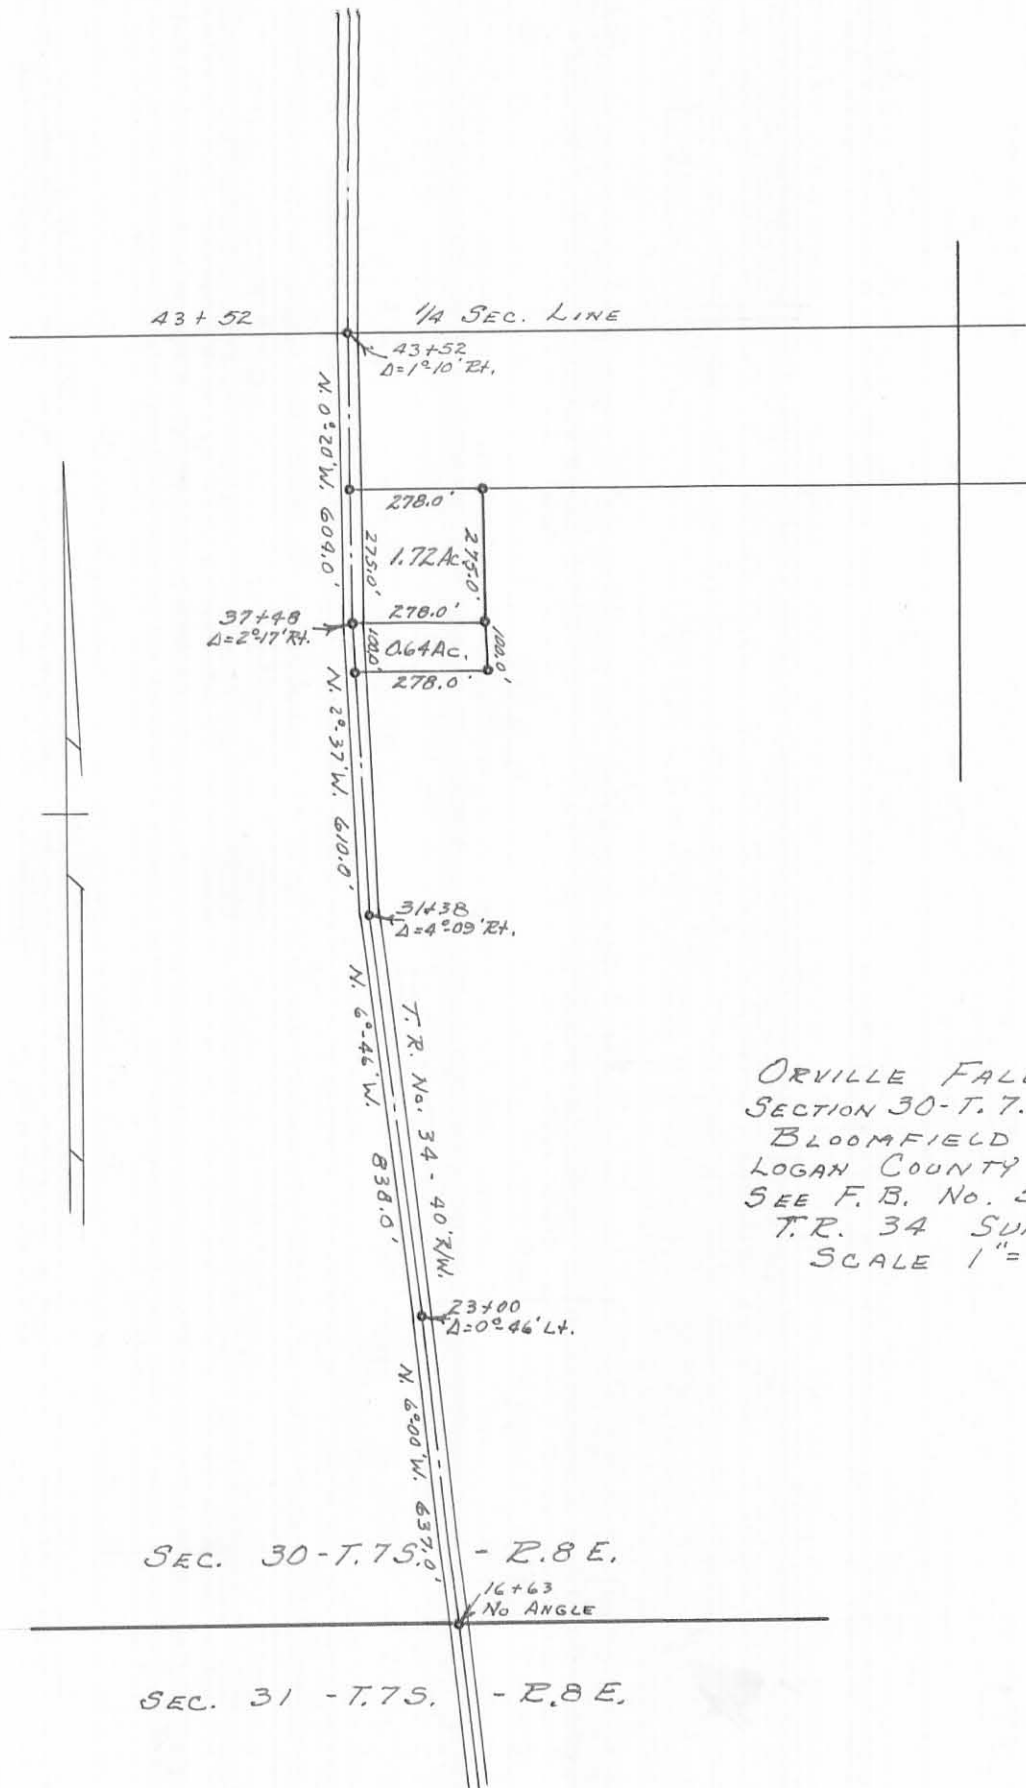 43+52
1/4 SEC. LINE
43+52
Δ=1°-10' Rt.
N. 0°-20' W. 604.0'
278.0'
275.0'
1.72 Ac.
275.0'
37+48
Δ=2°-17' Rt.
278.0'
100.0'
0.64 Ac.
100.0'
278.0'
N. 2°-37' W. 610.0'
31+38
Δ=4°-09' Rt.
N. 6°-46' W. 838.0'
T. R. No. 34 - 40' R/W.
ORVILLE
SECTION 30-T. 7.
BLOOMFIELD
LOGAN COUNTY
SEE F. B. No.
T. R. 34
SCALE 1"=
23+00
Δ=0°-46' Lt.
N. 6°-00' W. 637.0'
SEC. 30-T. 7S. - R. 8 E.
16+63
No ANGLE
SEC. 31 -T. 7S. - R. 8 E.